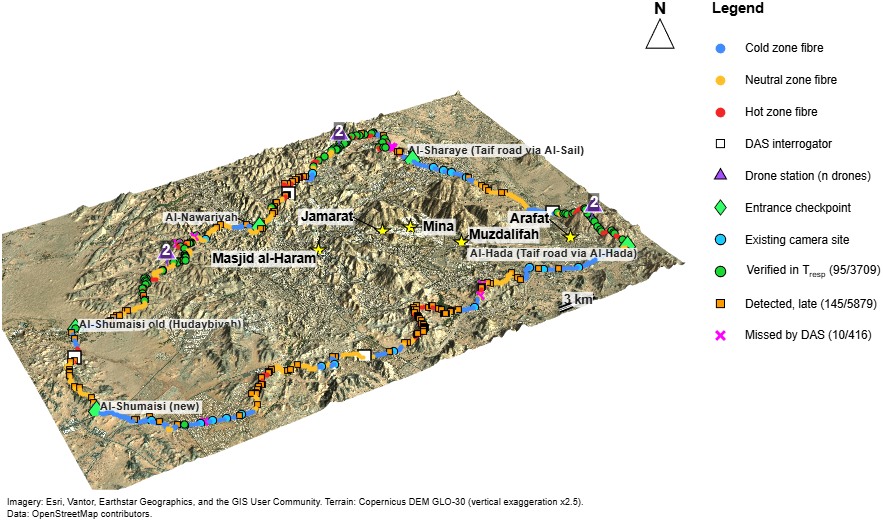 N
Legend
Cold zone fibre
Neutral zone fibre
Hot zone fibre
DAS interrogator
Drone station (n drones)
Entrance checkpoint
Existing camera site
Verified in Tresp (95/3709)
Detected, late (145/5879)
Missed by DAS (10/416)
2
Al-Sharaye (Taif road via Al-Sail)
2
Al-Nawariyah
Jamarat
Mina
Arafat
Muzdalifah
2
Masjid al-Haram
Al-Hada (Taif road via Al-Hada)
3 km
Al-Shumaisi old (Hudaybiyah)
Al-Shumaisi (new)
Imagery: Esri, Vantor, Earthstar Geographics, and the GIS User Community. Terrain: Copernicus DEM GLO-30 (vertical exaggeration x2.5).
Data: OpenStreetMap contributors.